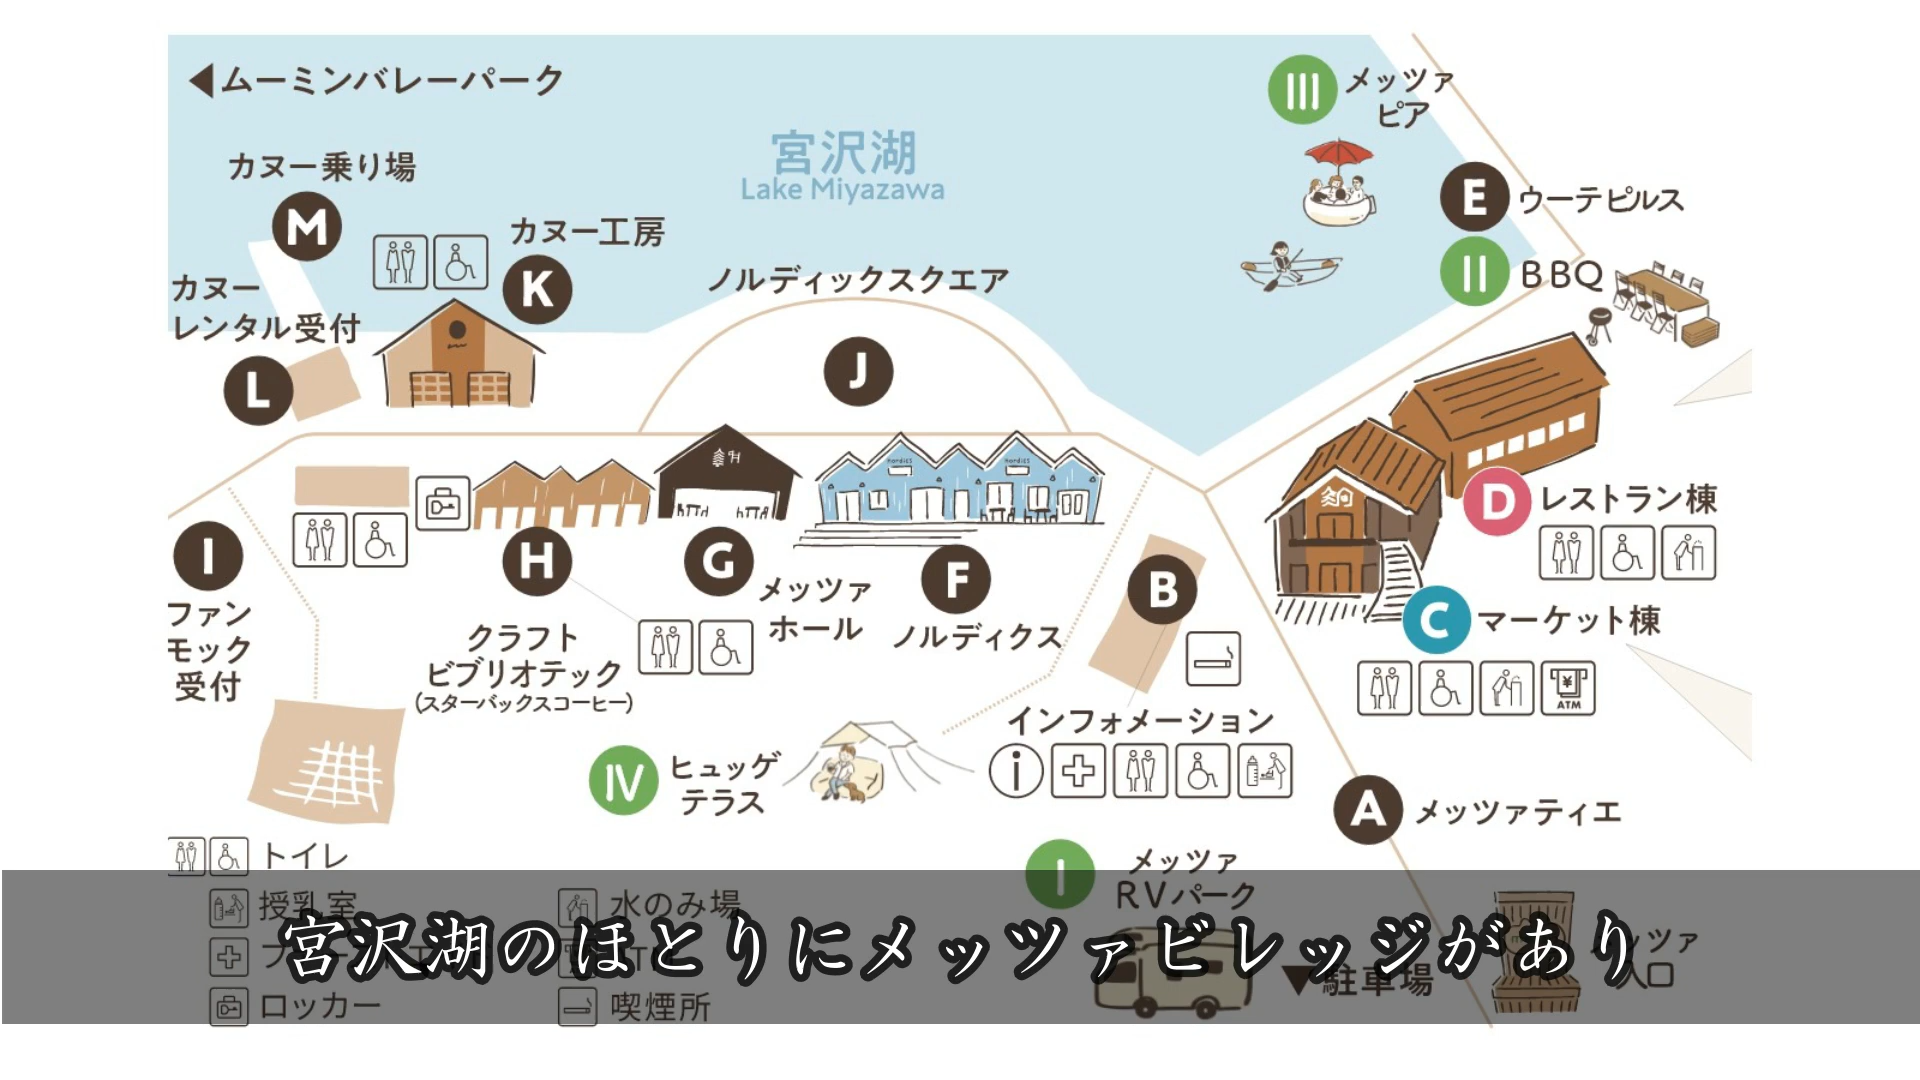 ◀ムーミンバレーパーク
宮沢湖
Lake Miyazawa
III
メッツァ
ピア
カヌー乗り場
M
カヌー工房
K
E
ウーテピルス
II
BBQ
ノルディックスクエア
カヌー
レンタル受付
L
J
nordics
nordics
D
レストラン棟
I
ファン
モック
受付
H
クラフト
ビブリオテック
(スターバックスコーヒー)
G
メッツァ
ホール
F
ノルディクス
B
C
マーケット棟
ATM
インフォメーション
i
IV
ヒュッゲ
テラス
A
メッツァティエ
トイレ
I
メッツァ
RVパーク
授乳室
水のみ場
宮沢湖のほとりにメッツァビレッジがあり
▼駐車場
入口
ロッカー
喫煙所